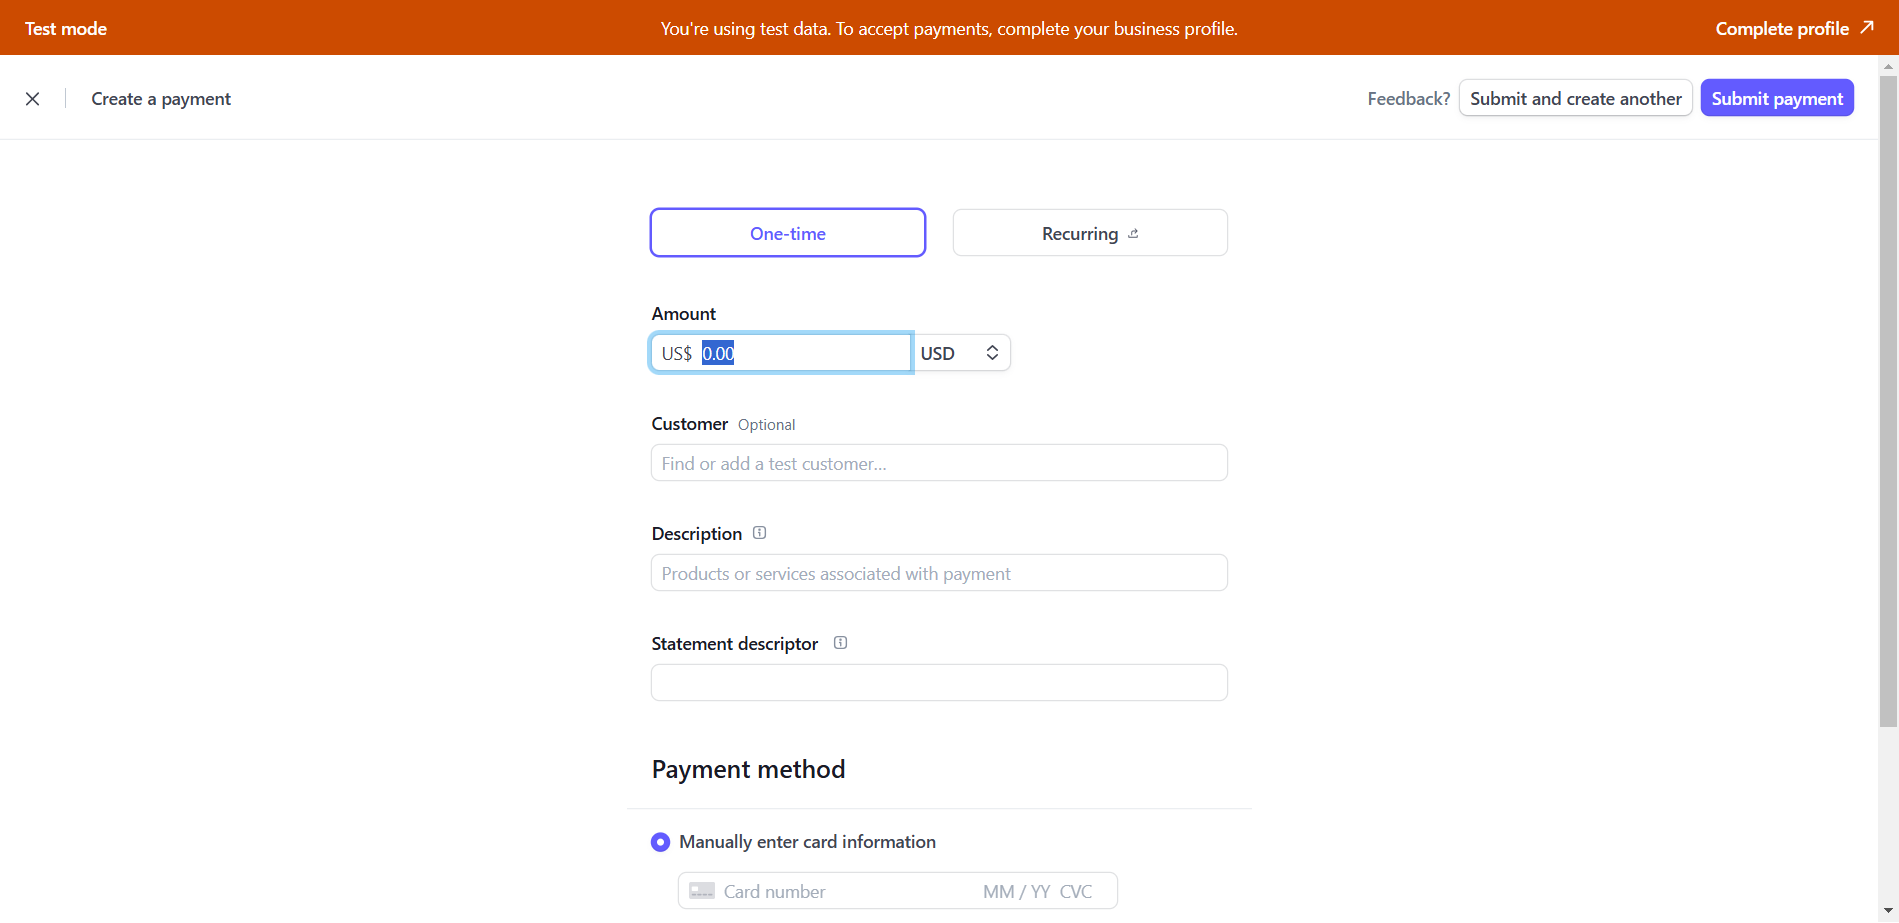 Test mode
You're using test data. To accept payments, complete your business profile.
Complete profile
Create a payment
Feedback?
Submit and create another
Submit payment
One-time
Recurring
Amount
US$ 0.00
USD
Customer Optional
Find or add a test customer...
Description
Products or services associated with payment
Statement descriptor
Payment method
Manually enter card information
Card number MM / YY CVC